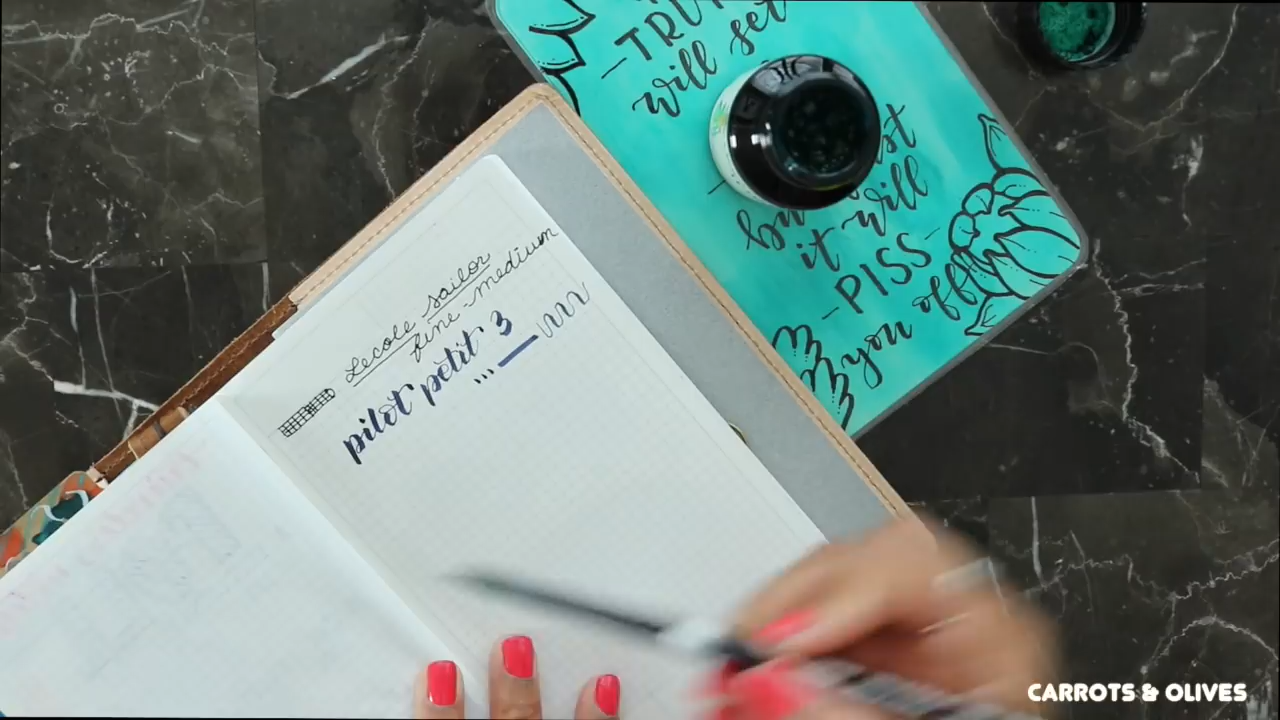 -TRU
will set
but
it will
-PISS-
you off!
Lecole Sailor
fine-medium
pilot petit 3
CARROTS & OLIVES